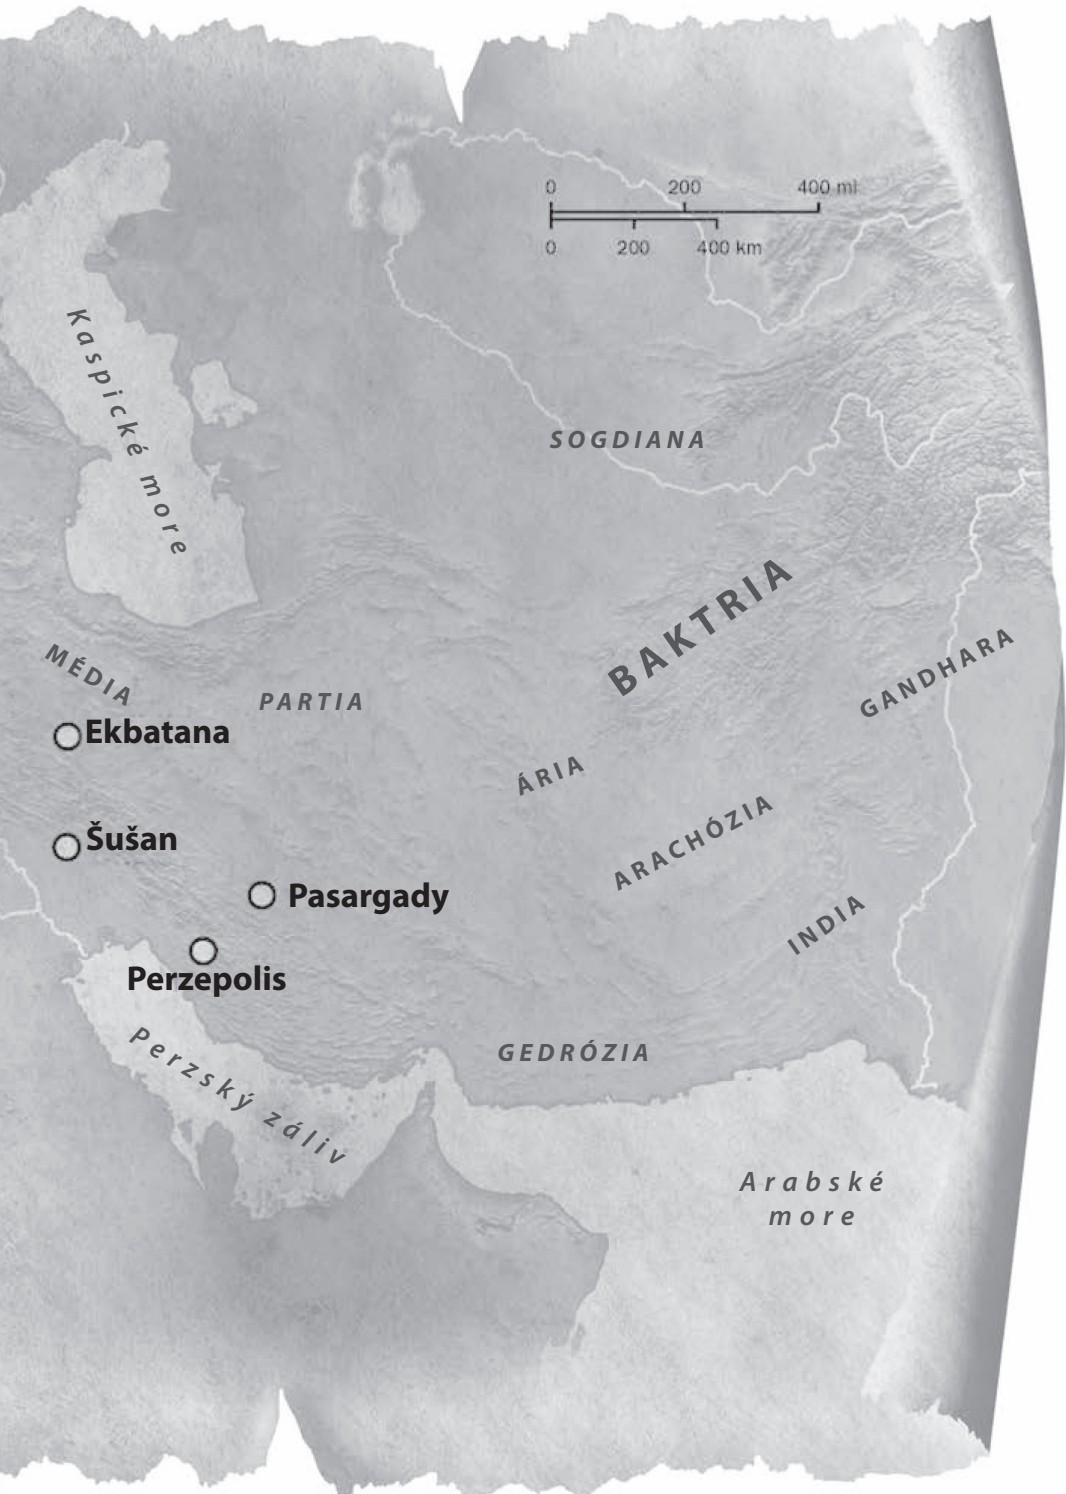 0 200 400 mi
0 200 400 km
Kaspické more
SOGDIANA
BAKTRIA
GANDHARA
MÉDIA
PARTIA
Ekbatana
ÁRIA
ARACHÓZIA
Šušan
Pasargady
INDIA
Perzepolis
Perzský záliv
GEDRÓZIA
Arabské
more